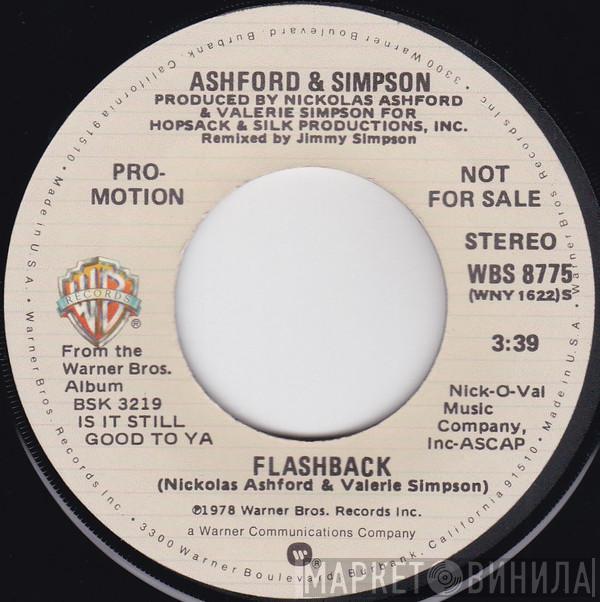 ASHFORD & SIMPSON
PRODUCED BY NICKOLAS ASHFORD
& VALERIE SIMPSON FOR
HOPSACK & SILK PRODUCTIONS, INC.
Remixed by Jimmy Simpson
PRO-
MOTION
NOT
FOR SALE
STEREO
WBS 8775
(WNY 1622)S
3:39
WB
RECORDS
®
From the
Warner Bros.
Album
BSK 3219
IS IT STILL
GOOD TO YA
Nick-O-Val
Music
Company,
Inc-ASCAP
FLASHBACK
(Nickolas Ashford & Valerie Simpson)
℗1978 Warner Bros. Records Inc.
a Warner Communications Company
®
• 3300 Warner Boulevard, Burbank, California 91510 • Made in U.S.A. • Warner Bros. Records Inc. • 3300 Warner Boulevard, Burbank, California 91510 • Made in U.S.A. • Warner Bros. Records Inc.
МАРКЕТ ВИНИЛА